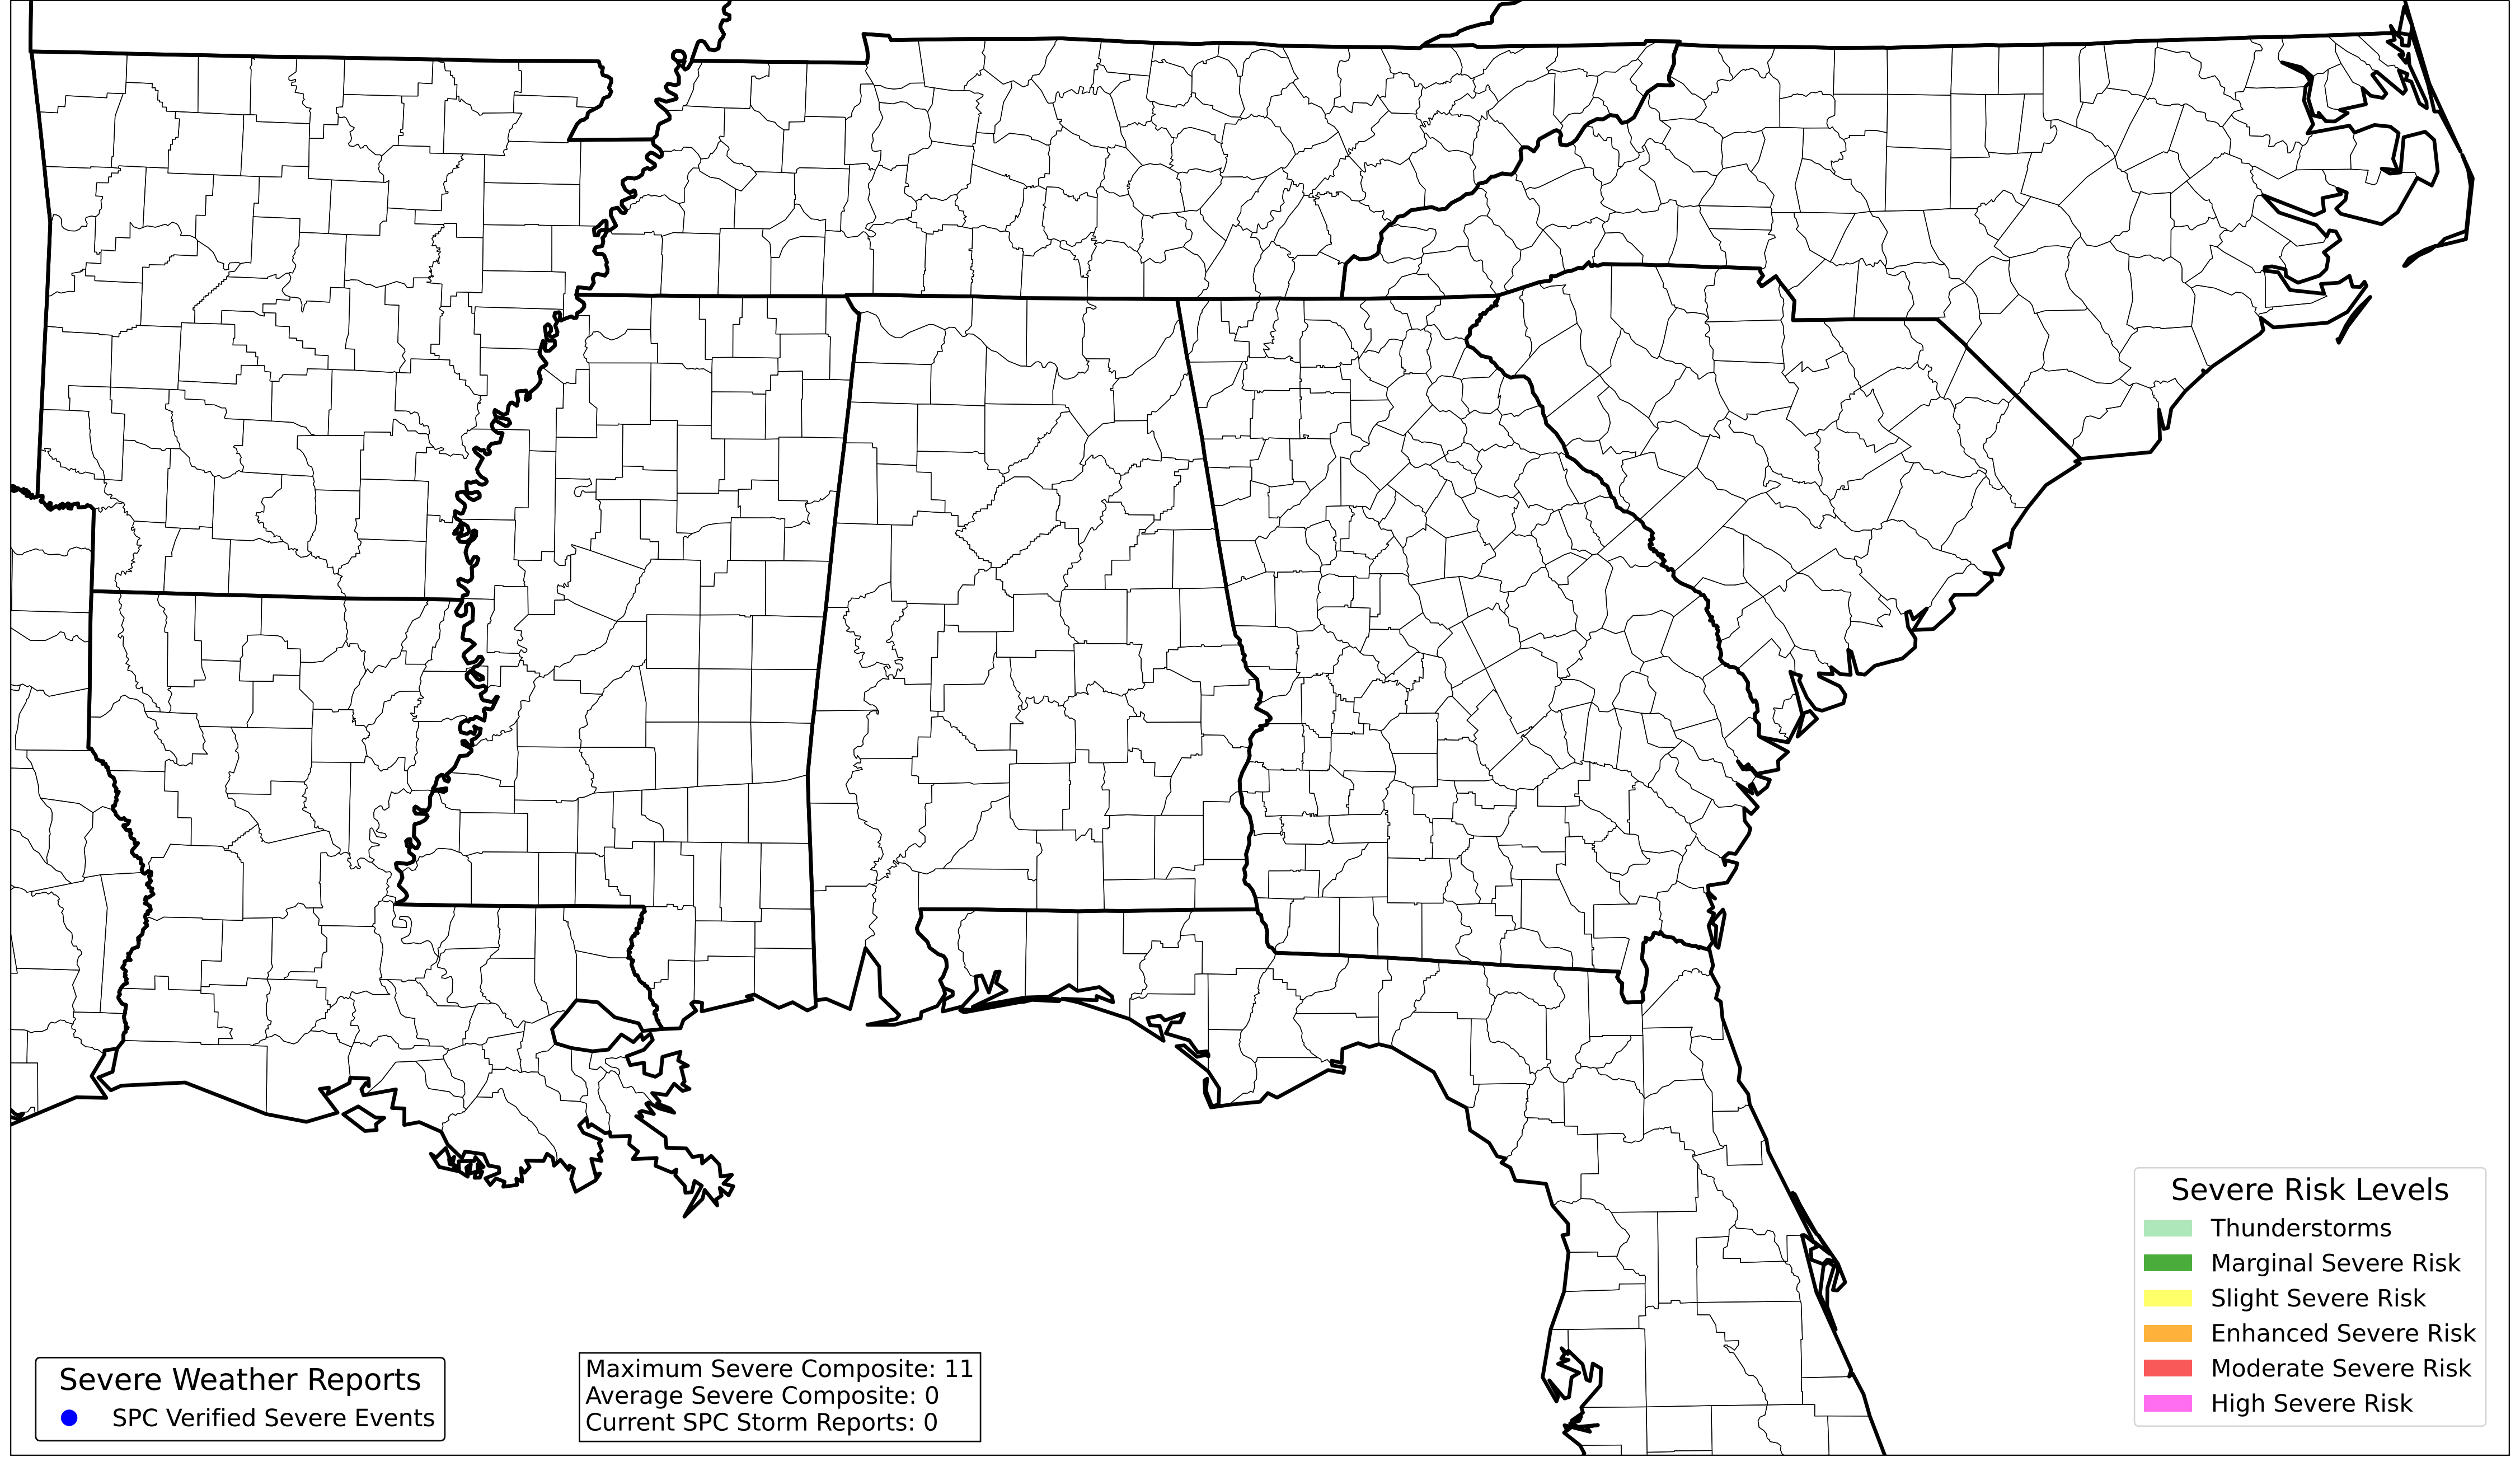 Severe Risk Levels
Thunderstorms
Marginal Severe Risk
Slight Severe Risk
Enhanced Severe Risk
Moderate Severe Risk
High Severe Risk
Severe Weather Reports
SPC Verified Severe Events
Maximum Severe Composite: 11
Average Severe Composite: 0
Current SPC Storm Reports: 0